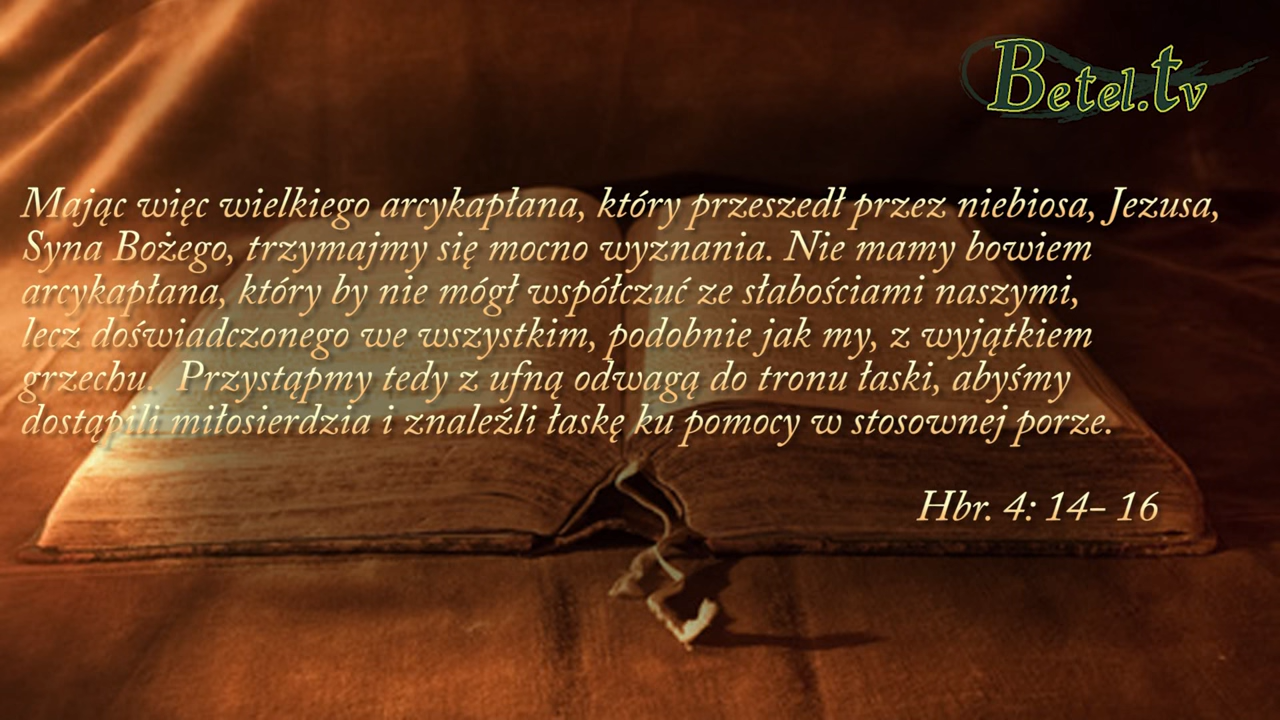 Betel.tv
Mając więc wielkiego arcykapłana, który przeszedł przez niebiosa, Jezusa,
Syna Bożego, trzymajmy się mocno wyznania. Nie mamy bowiem
arcykapłana, który by nie mógł współczuć ze słabościami naszymi,
lecz doświadczonego we wszystkim, podobnie jak my, z wyjątkiem
grzechu. Przystąpmy tedy z ufną odwagą do tronu łaski, abyśmy
dostąpili miłosierdzia i znaleźli łaskę ku pomocy w stosownej porze.
Hbr. 4: 14- 16